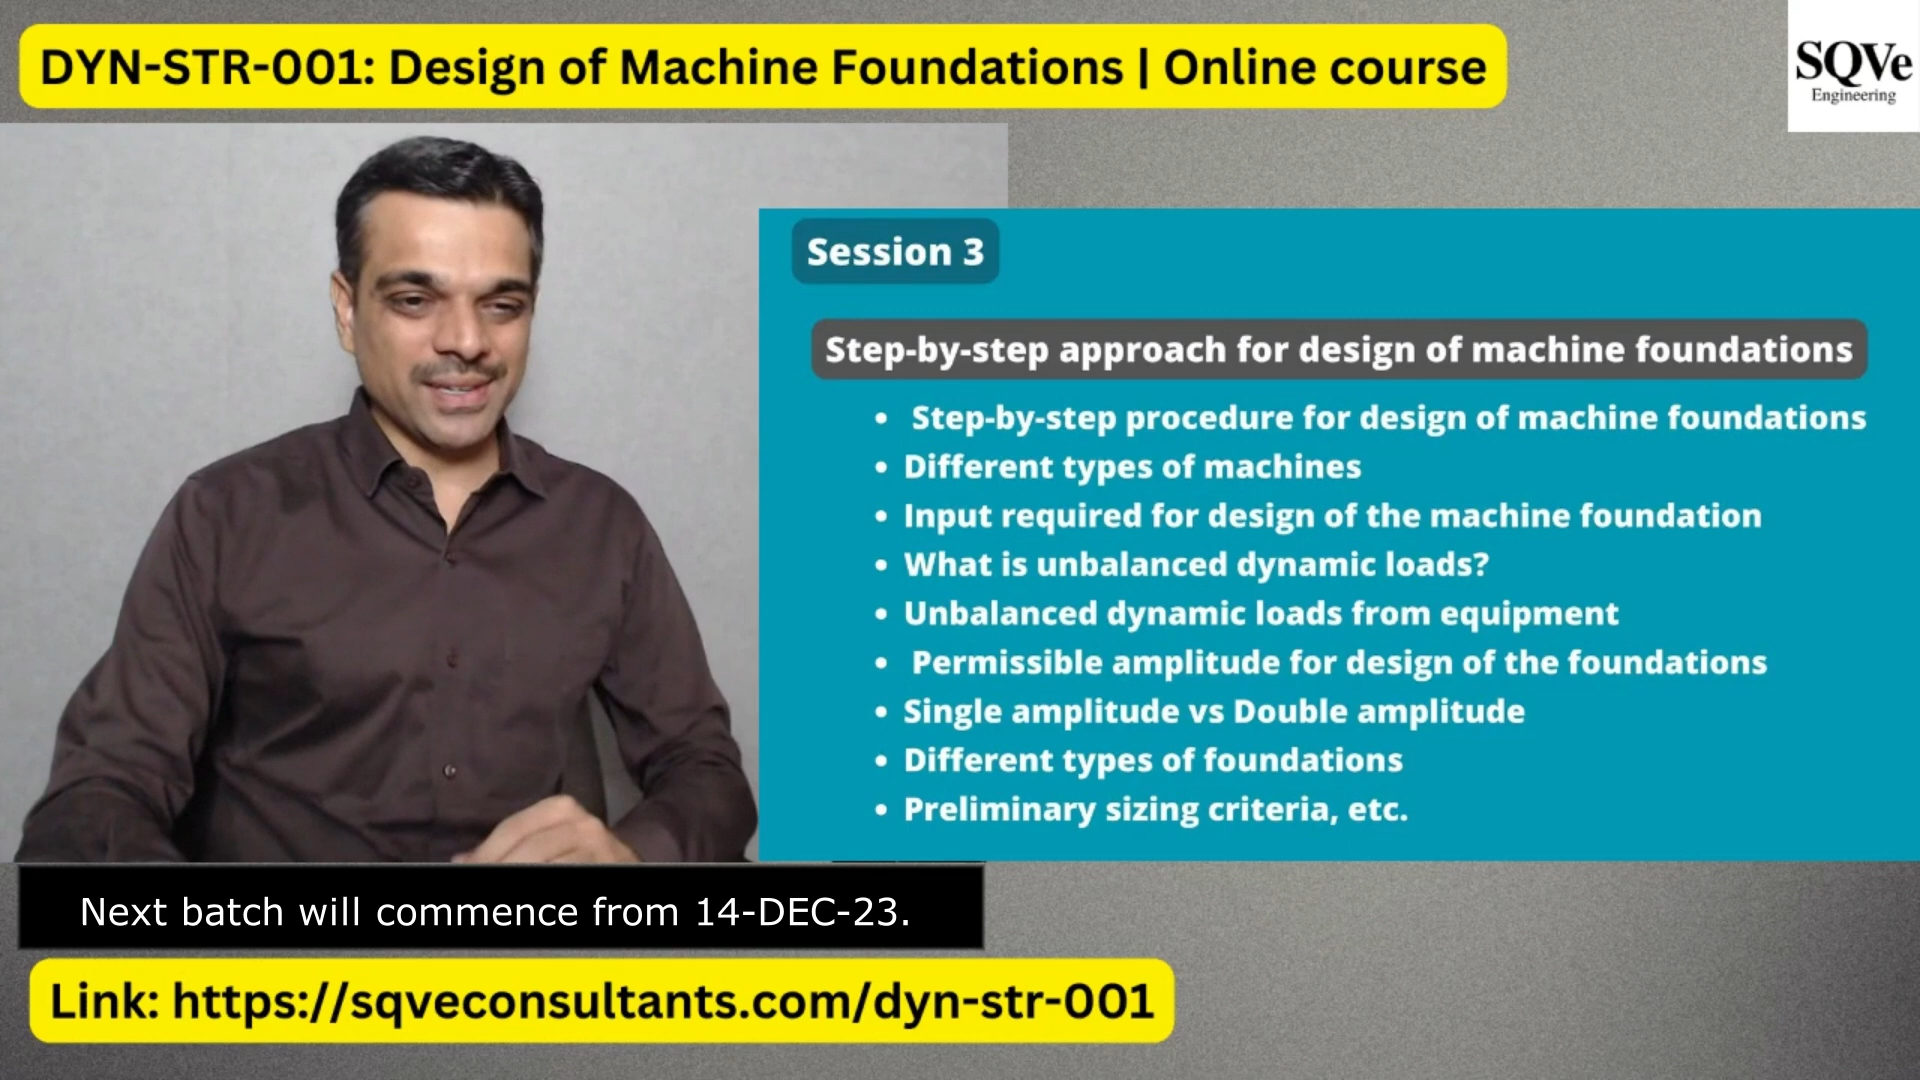 DYN-STR-001: Design of Machine Foundations | Online course
SQVe
Engineering
Session 3
Step-by-step approach for design of machine foundations
• Step-by-step procedure for design of machine foundations
• Different types of machines
• Input required for design of the machine foundation
• What is unbalanced dynamic loads?
• Unbalanced dynamic loads from equipment
• Permissible amplitude for design of the foundations
• Single amplitude vs Double amplitude
• Different types of foundations
• Preliminary sizing criteria, etc.
Next batch will commence from 14-DEC-23.
Link: https://sqveconsultants.com/dyn-str-001